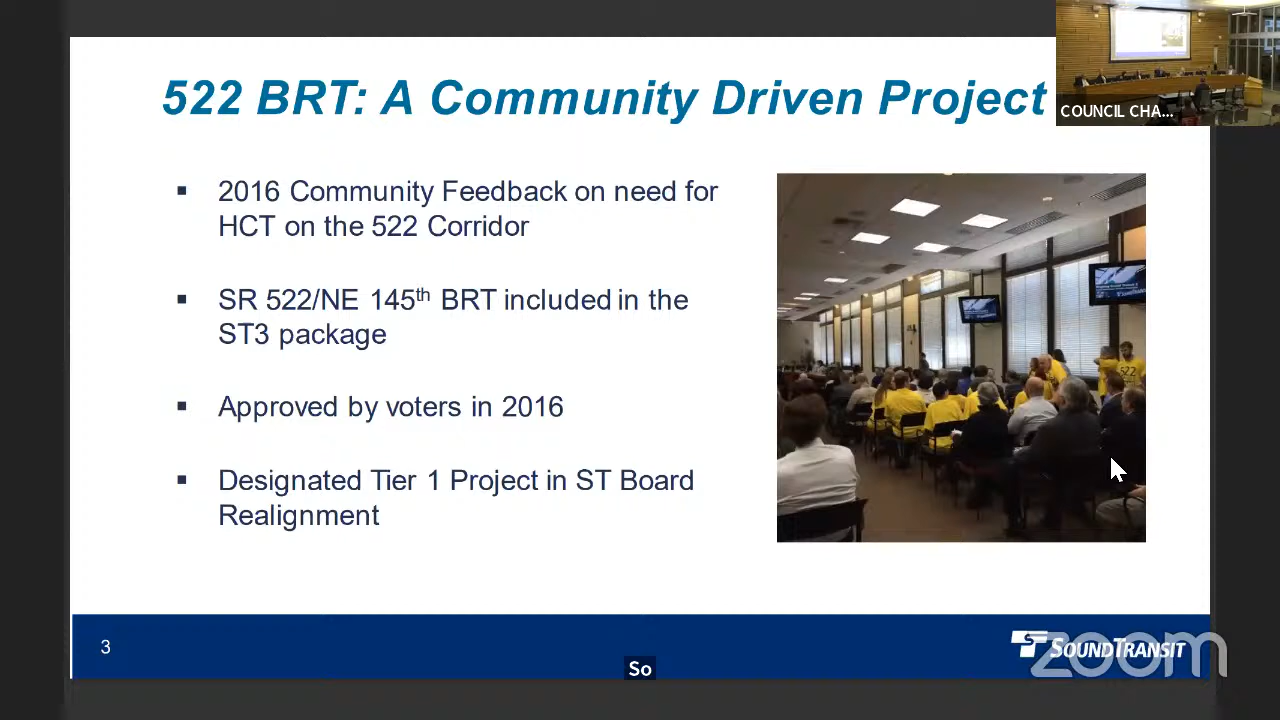 522 BRT: A Community Driven Project
COUNCIL CHA...
▪ 2016 Community Feedback on need for
HCT on the 522 Corridor
▪ SR 522/NE 145th BRT included in the
ST3 package
▪ Approved by voters in 2016
▪ Designated Tier 1 Project in ST Board
Realignment
522
3
SOUNDTRANSIT
zoom
So